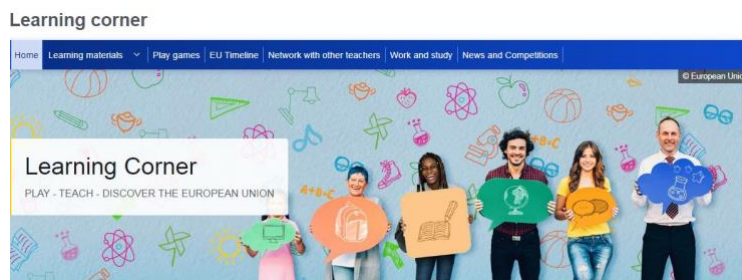 Learning corner
Home Learning materials Play games EU Timeline Network with other teachers Work and study News and Competitions
© European Unio
Learning Corner
PLAY - TEACH - DISCOVER THE EUROPEAN UNION
A+B=C
A+B=C